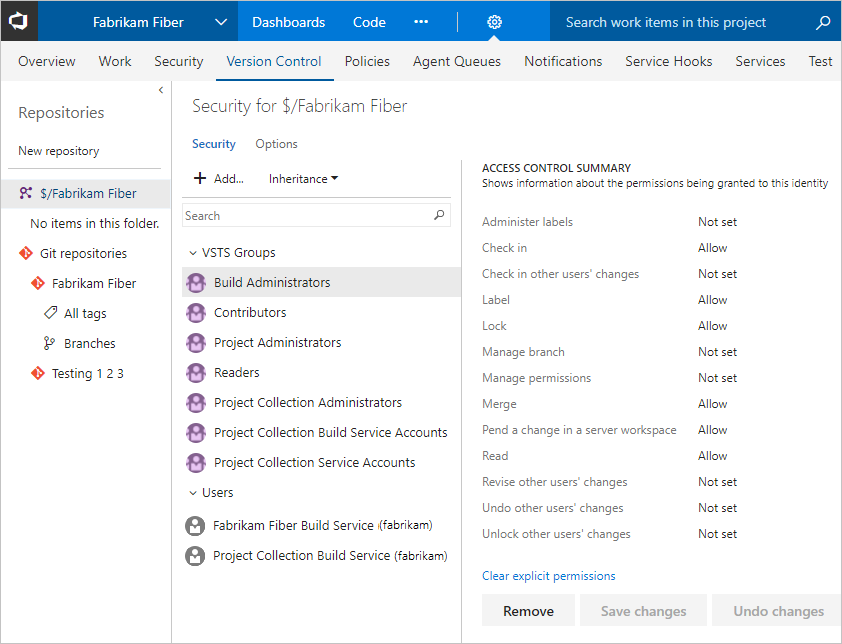 Fabrikam Fiber
Dashboards
Code
•••
Search work items in this project
Overview
Work
Security
Version Control
Policies
Agent Queues
Notifications
Service Hooks
Services
Test
Repositories
New repository
$/Fabrikam Fiber
No items in this folder.
Git repositories
Fabrikam Fiber
All tags
Branches
Testing 1 2 3
Security for $/Fabrikam Fiber
Security
Options
Add...
Inheritance
Search
VSTS Groups
Build Administrators
Contributors
Project Administrators
Readers
Project Collection Administrators
Project Collection Build Service Accounts
Project Collection Service Accounts
Users
Fabrikam Fiber Build Service (fabrikam)
Project Collection Build Service (fabrikam)
ACCESS CONTROL SUMMARY
Shows information about the permissions being granted to this identity
Administer labels Not set
Check in Allow
Check in other users' changes Not set
Label Allow
Lock Allow
Manage branch Not set
Manage permissions Not set
Merge Allow
Pend a change in a server workspace Allow
Read Allow
Revise other users' changes Not set
Undo other users' changes Not set
Unlock other users' changes Not set
Clear explicit permissions
Remove
Save changes
Undo changes